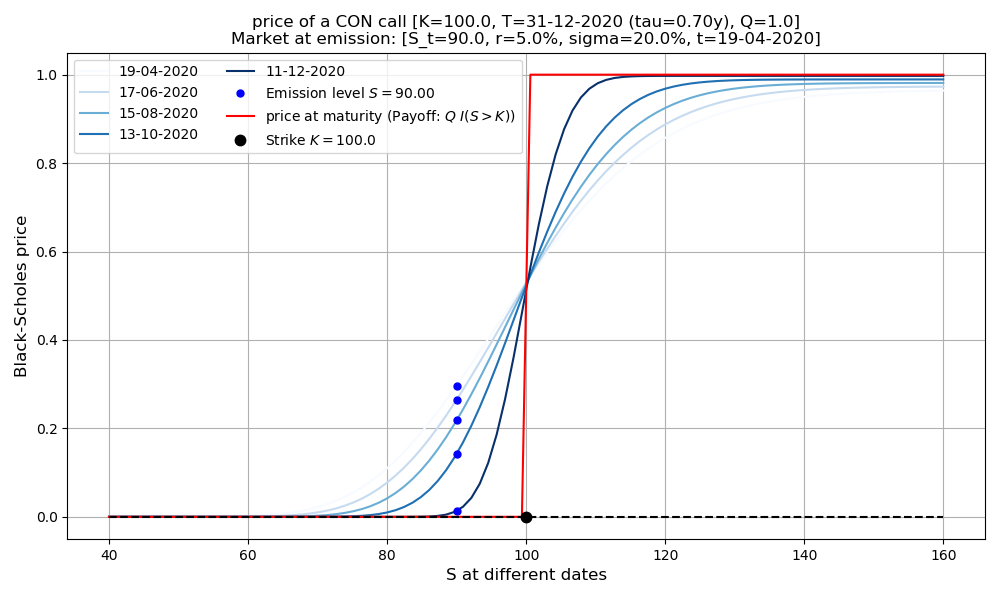 price of a CON call [K=100.0, T=31-12-2020 (tau=0.70y), Q=1.0]
Market at emission: [S_t=90.0, r=5.0%, sigma=20.0%, t=19-04-2020]
19-04-2020
17-06-2020
15-08-2020
13-10-2020
11-12-2020
Emission level S = 90.00
price at maturity (Payoff: Q I(S > K))
Strike K = 100.0
Black-Scholes price
1.0
0.8
0.6
0.4
0.2
0.0
40 60 80 100 120 140 160
S at different dates